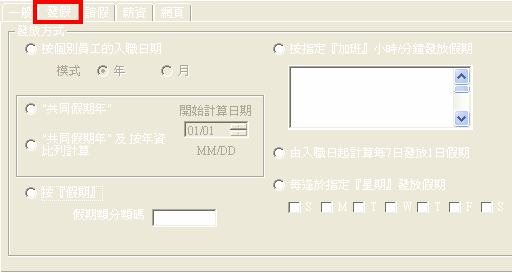 一般 發假 請假 薪資 網頁
發放方式
按個別員工的入職日期
模式 年 月
"共同假期年"
"共同假期年" 及 按年資
比列計算
開始計算日期
01/01
MM/DD
按『假期』
假期類分類碼
按指定『加班』小時/分鐘發放假期
由入職日起計算每7日發放1日假期
每逢於指定『星期』發放假期
S M T W T F S